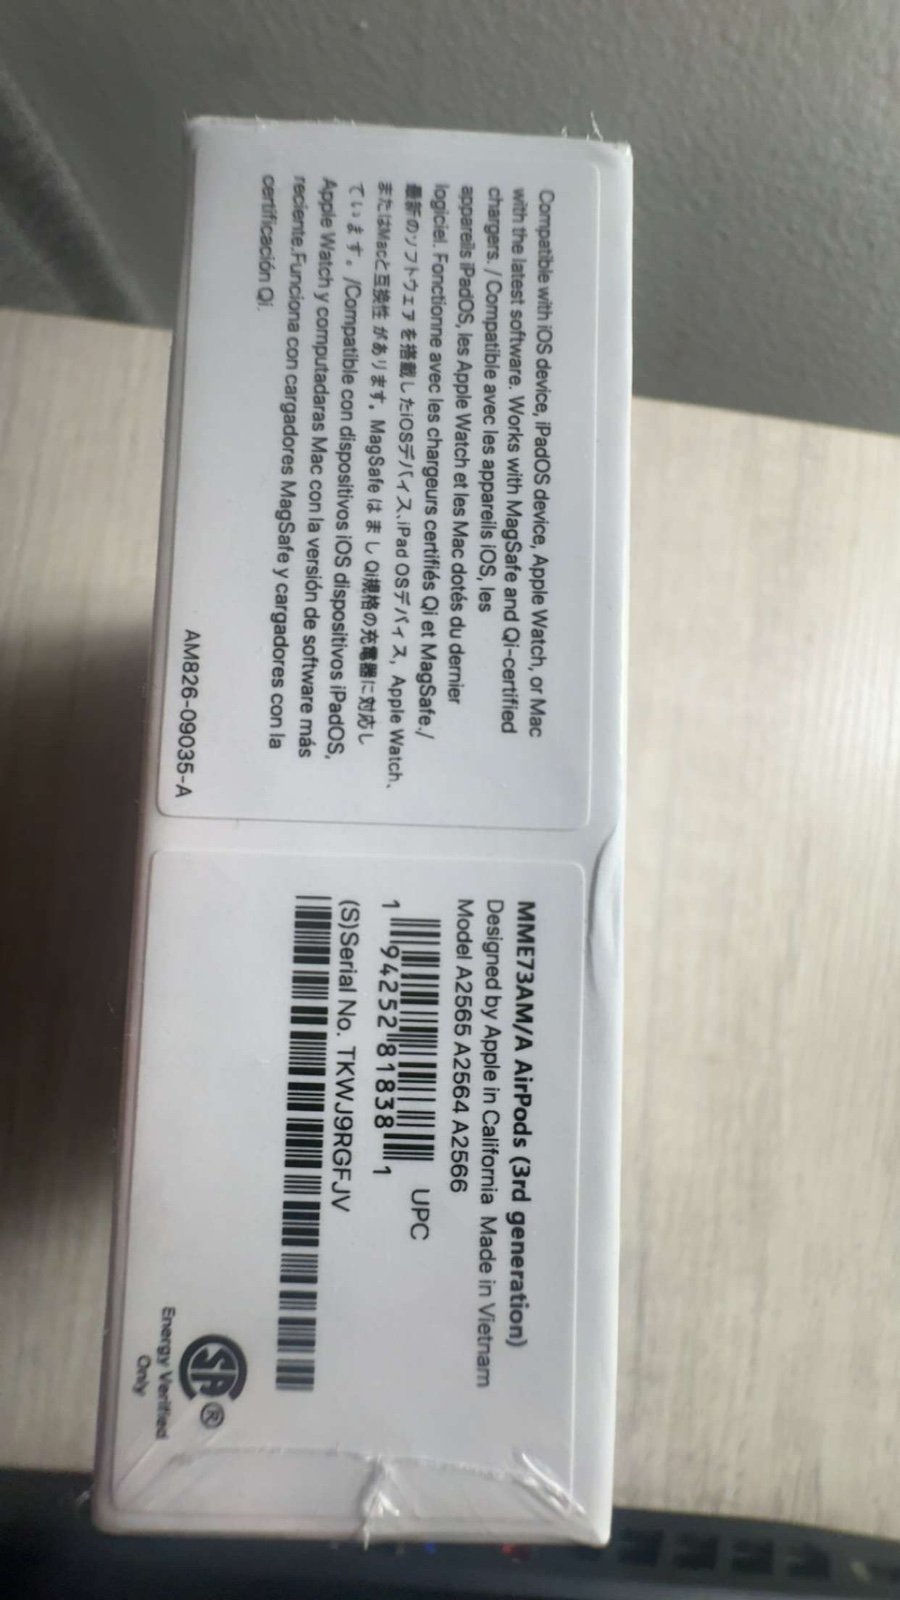 Compatible with iOS device, iPadOS device, Apple Watch, or Mac
with the latest software. Works with MagSafe and Qi-certified
chargers. / Compatible avec les appareils iOS, les
appareils iPadOS, les Apple Watch et les Mac dotés du dernier
logiciel. Fonctionne avec les chargeurs certifiés Qi et MagSafe./
最新のソフトウェアを搭載したiOSデバイス、iPad OSデバイス, Apple Watch、
またはMacと互換性があります。MagSafe はまし Qi規格の充電器に対応し
ています。/Compatible con dispositivos iOS dispositivos iPadOS,
Apple Watch y computadaras Mac con la versión de software más
reciente.Funciona con cargadores MagSafe y cargadores con la
certificación Qi.
AM826-09035-A
MME73AM/A AirPods (3rd generation)
Designed by Apple in California Made in Vietnam
Model A2565 A2564 A2566
UPC
1 94252 81838 1
(S)Serial No. TKWJ9RGFJV
SA®
Energy Verified
Only